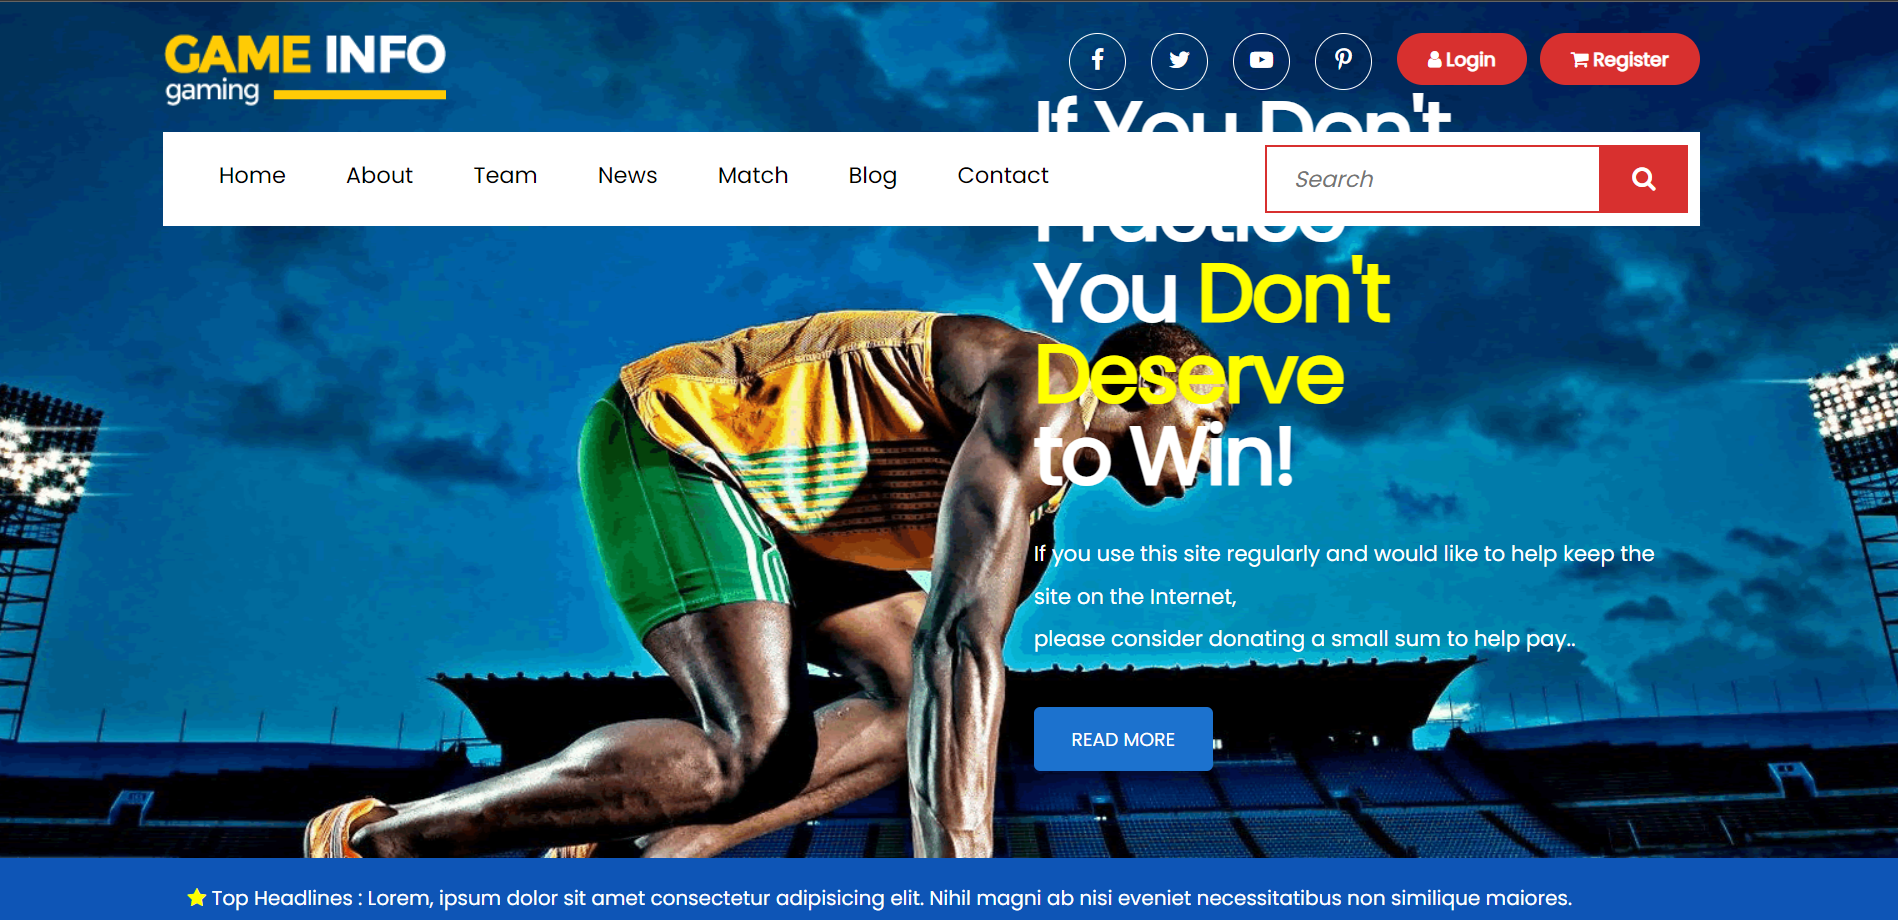 GAME INFO
gaming
Login
Register
If You Don't
Home About Team News Match Blog Contact
Search
Practice
You Don't
Deserve
to Win!
If you use this site regularly and would like to help keep the
site on the Internet,
please consider donating a small sum to help pay..
READ MORE
Top Headlines : Lorem, ipsum dolor sit amet consectetur adipisicing elit. Nihil magni ab nisi eveniet necessitatibus non similique maiores.